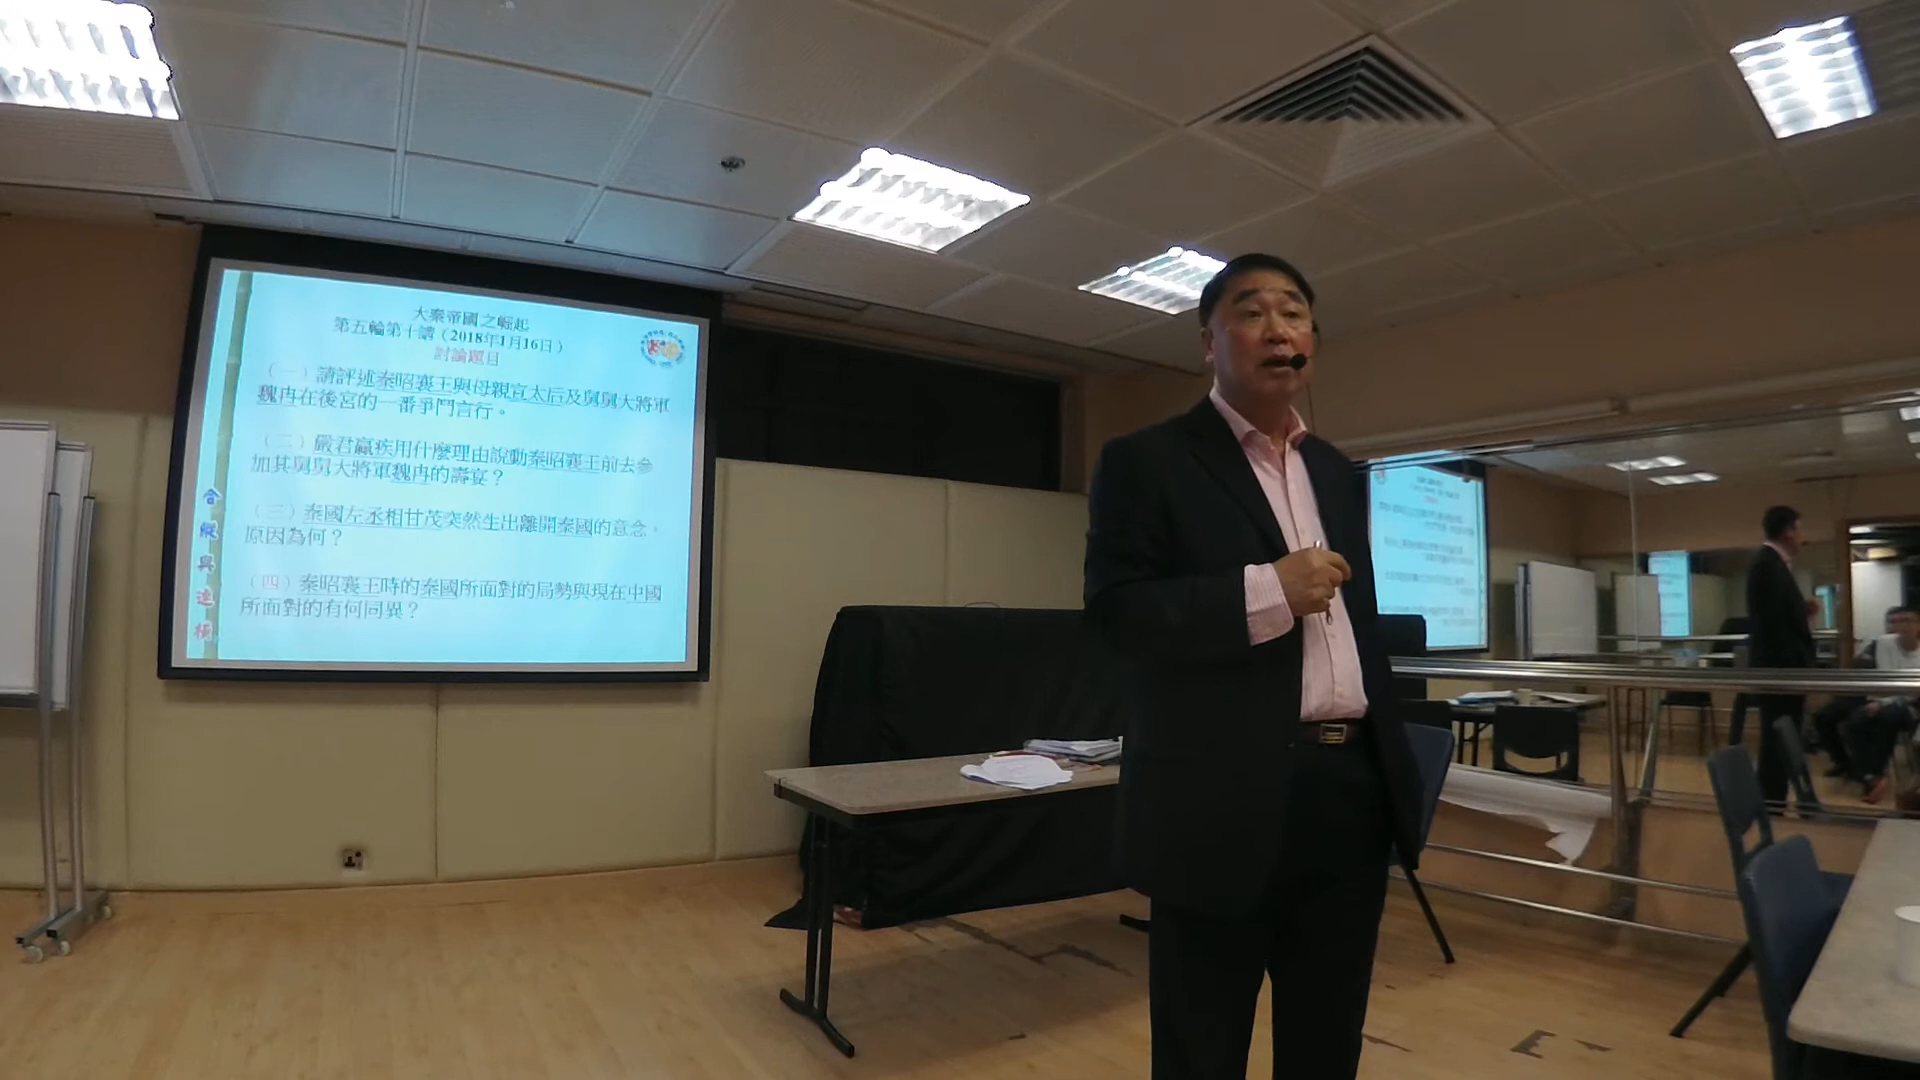 大秦帝國之崛起
第五輪第十講（2018年1月16日）
討論題目
（一）請評述秦昭襄王與母親宣太后及舅舅大將軍
魏冉在後宮的一番爭鬥言行。
（二）嚴君嬴疾用什麼理由說動秦昭襄王前去參
加其舅舅大將軍魏冉的壽宴？
（三）秦國左丞相甘茂突然生出離開秦國的意念，
原因為何？
（四）秦昭襄王時的秦國所面對的局勢與現在中國
所面對的有何同異？
合縱與連橫